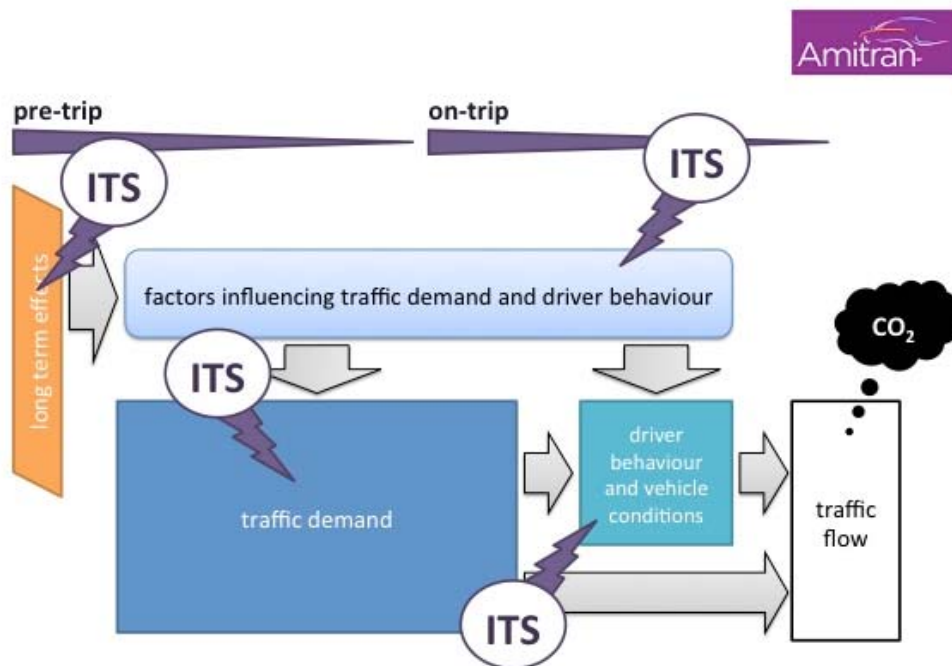 Amitran
pre-trip
on-trip
ITS
ITS
long term effects
factors influencing traffic demand and driver behaviour
CO₂
ITS
traffic demand
driver
behaviour
and vehicle
conditions
traffic
flow
ITS